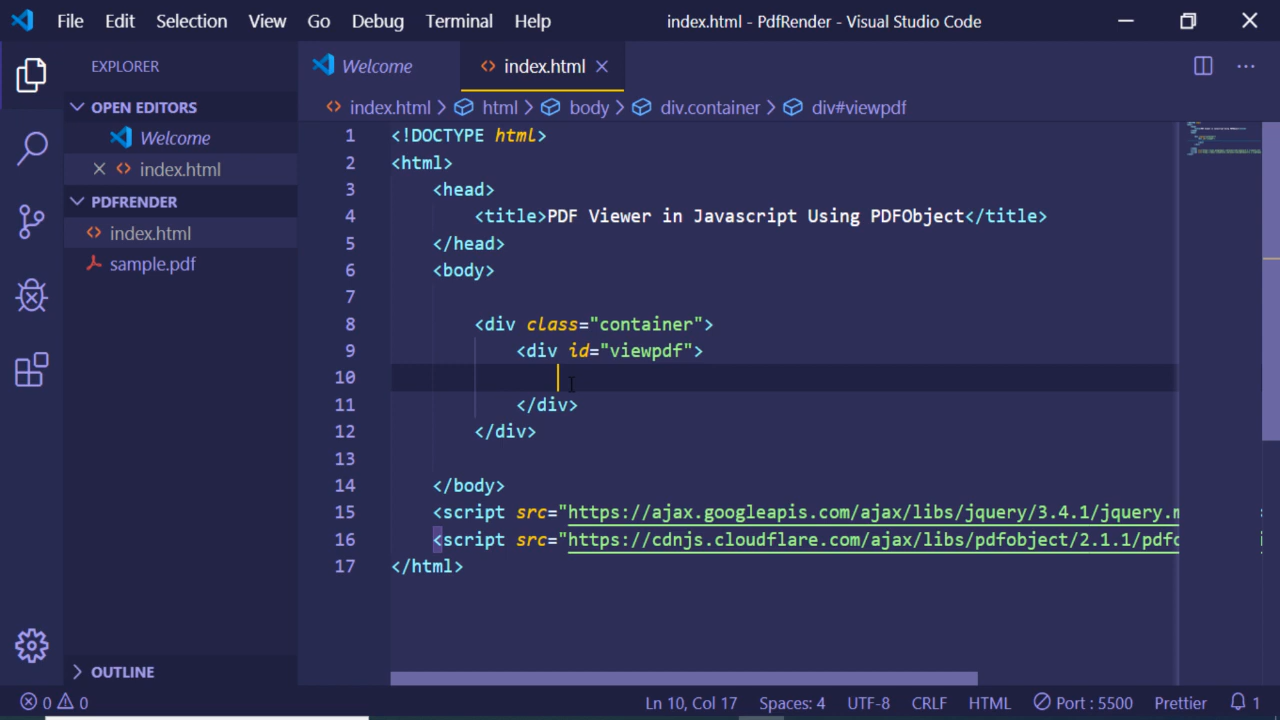 File Edit Selection View Go Debug Terminal Help index.html - PdfRender - Visual Studio Code
EXPLORER
OPEN EDITORS
Welcome
index.html
PDFRENDER
index.html
sample.pdf
OUTLINE
Welcome index.html
index.html > html > body > div.container > div#viewpdf
1 <!DOCTYPE html>
2 <html>
3 <head>
4 <title>PDF Viewer in Javascript Using PDFObject</title>
5 </head>
6 <body>
7
8 <div class="container">
9 <div id="viewpdf">
10
11 </div>
12 </div>
13
14 </body>
15 <script src="https://ajax.googleapis.com/ajax/libs/jquery/3.4.1/jquery.m
16 <script src="https://cdnjs.cloudflare.com/ajax/libs/pdfobject/2.1.1/pdfo
17 </html>
0 0 Ln 10, Col 17 Spaces: 4 UTF-8 CRLF HTML Port : 5500 Prettier 1